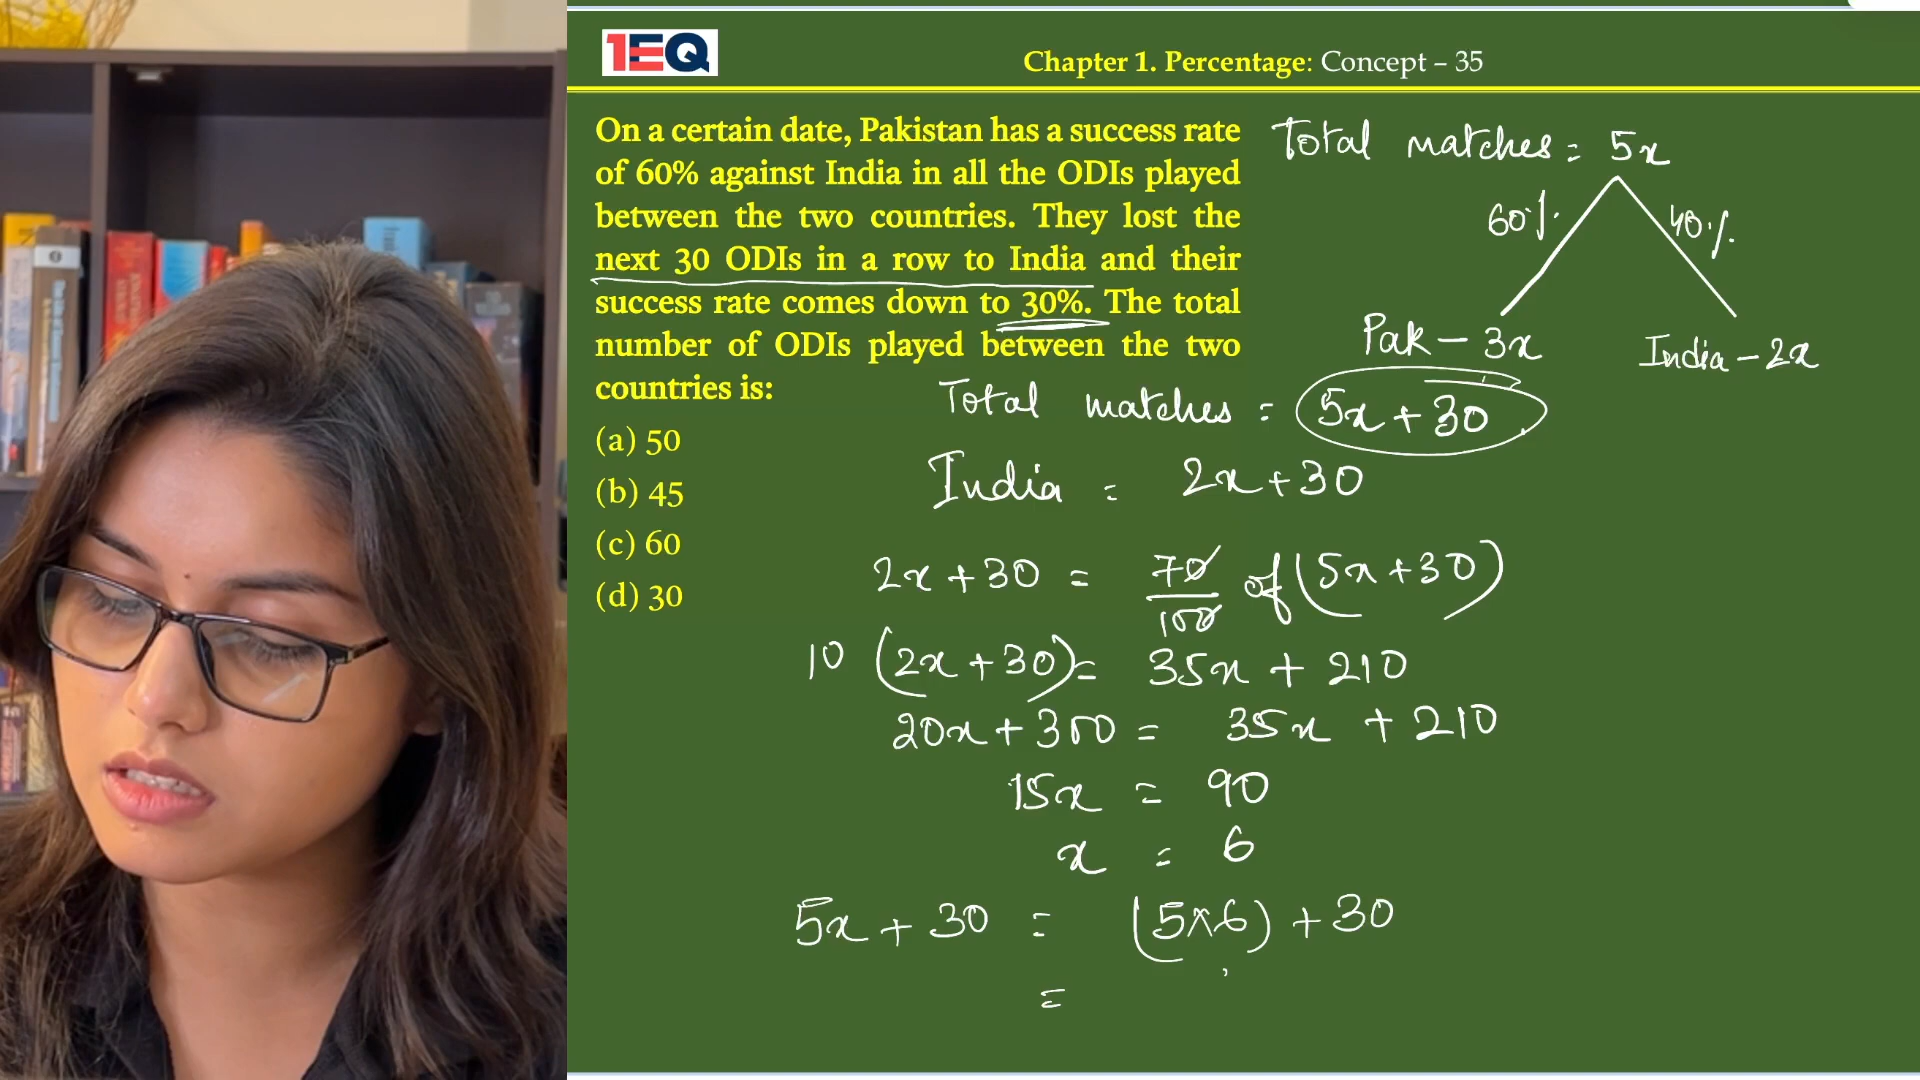 1EQ
Chapter 1. Percentage: Concept – 35
On a certain date, Pakistan has a success rate
of 60% against India in all the ODIs played
between the two countries. They lost the
next 30 ODIs in a row to India and their
success rate comes down to 30%. The total
number of ODIs played between the two
countries is:
(a) 50
(b) 45
(c) 60
(d) 30
Total matches = 5x
60% 40%
Pak – 3x India – 2x
Total matches = 5x + 30
India = 2x + 30
2x + 30 = 70/100 of (5x + 30)
10 (2x + 30) = 35x + 210
20x + 300 = 35x + 210
15x = 90
x = 6
5x + 30 = (5×6) + 30
=